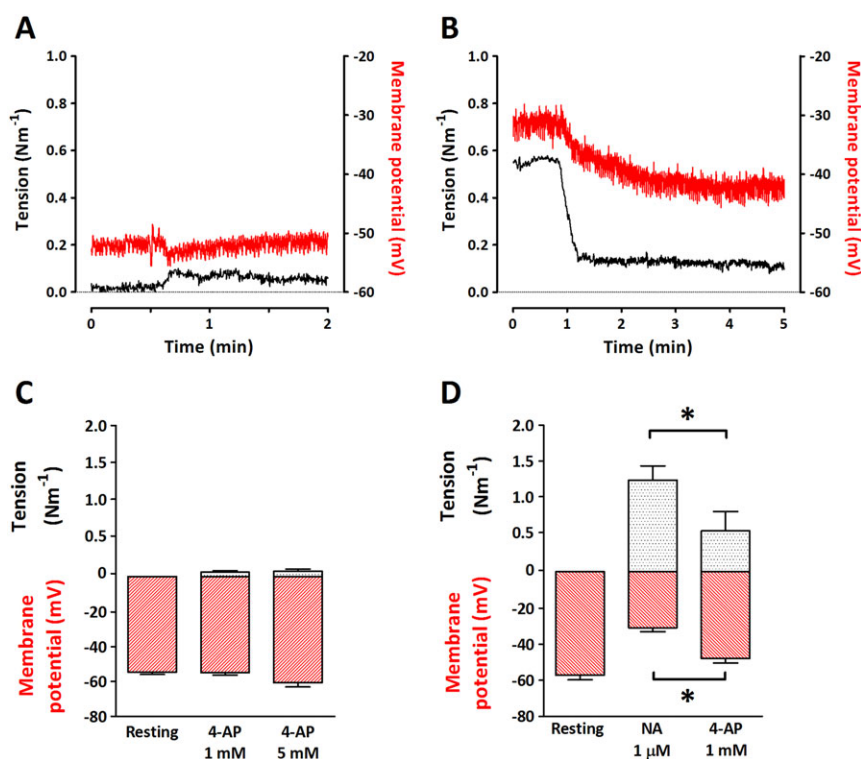 A
B
1.0
0.8
0.6
0.4
0.2
0.0
Tension (Nm⁻¹)
-20
-30
-40
-50
-60
Membrane potential (mV)
0
1
2
Time (min)
1.0
0.8
0.6
0.4
0.2
0.0
Tension (Nm⁻¹)
-20
-30
-40
-50
-60
Membrane potential (mV)
0
1
2
3
4
5
Time (min)
C
D
2.0
1.5
1.0
0.5
0
-20
-40
-60
-80
Tension
(Nm⁻¹)
Membrane
potential (mV)
Resting
4-AP
1 mM
4-AP
5 mM
2.0
1.5
1.0
0.5
0
-20
-40
-60
-80
Tension
(Nm⁻¹)
Membrane
potential (mV)
*
*
Resting
NA
1 µM
4-AP
1 mM